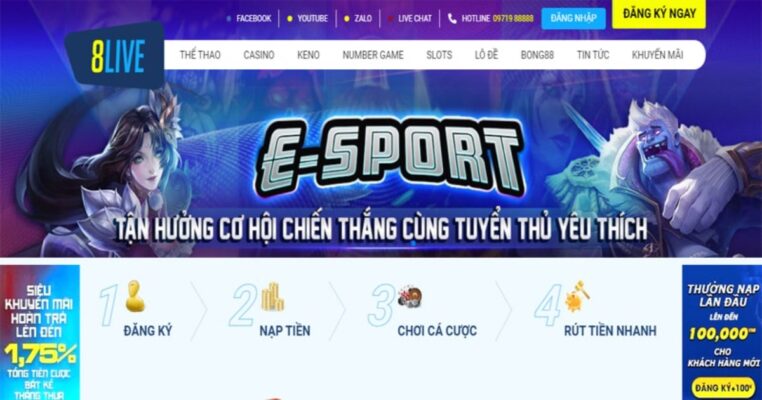 FACEBOOK YOUTUBE ZALO LIVE CHAT HOTLINE 09719 88888 ĐĂNG NHẬP ĐĂNG KÝ NGAY
8LIVE
THỂ THAO CASINO KENO NUMBER GAME SLOTS LÔ ĐỀ BONG88 TIN TỨC KHUYẾN MÃI
E-SPORT
TẬN HƯỞNG CƠ HỘI CHIẾN THẮNG CÙNG TUYỂN THỦ YÊU THÍCH
SIÊU
KHUYẾN MÃI
HOÀN TRẢ
LÊN ĐẾN
1,75%
TỔNG TIỀN CƯỢC
BẤT KỂ
THẮNG THUA
1 ĐĂNG KÝ
2 NẠP TIỀN
3 CHƠI CÁ CƯỢC
4 RÚT TIỀN NHANH
THƯỞNG NẠP
LẦN ĐẦU
LÊN ĐẾN
100,000
CHO
KHÁCH HÀNG MỚI
ĐĂNG KÝ+100ᴷ